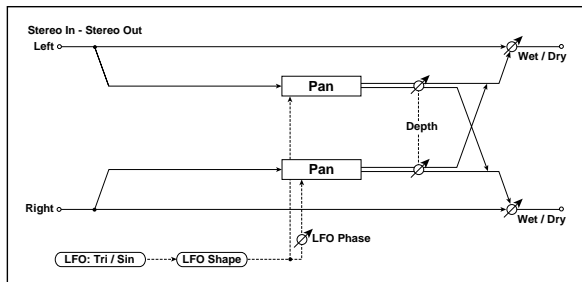 Stereo In - Stereo Out
Left
Wet / Dry
Pan
Depth
Pan
Right
Wet / Dry
LFO Phase
LFO: Tri / Sin
LFO Shape